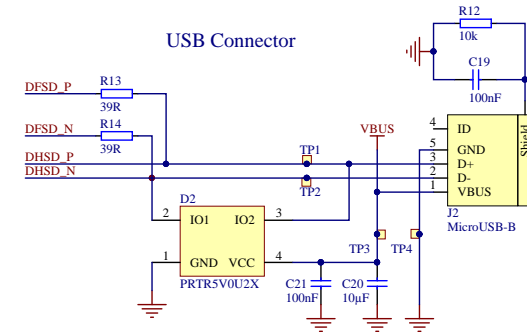 R12
10k
USB Connector
C19
100nF
R13
DFSD_P
39R
VBUS
R14
DFSD_N
39R
4 ID
5 GND
3 D+
2 D-
1 VBUS
Shield
TP1
DHSD_P
DHSD_N
TP2
D2
J2
MicroUSB-B
2 IO1 IO2 3
TP3 TP4
1 GND VCC 4
PRTR5V0U2X
C21
100nF
C20
10µF